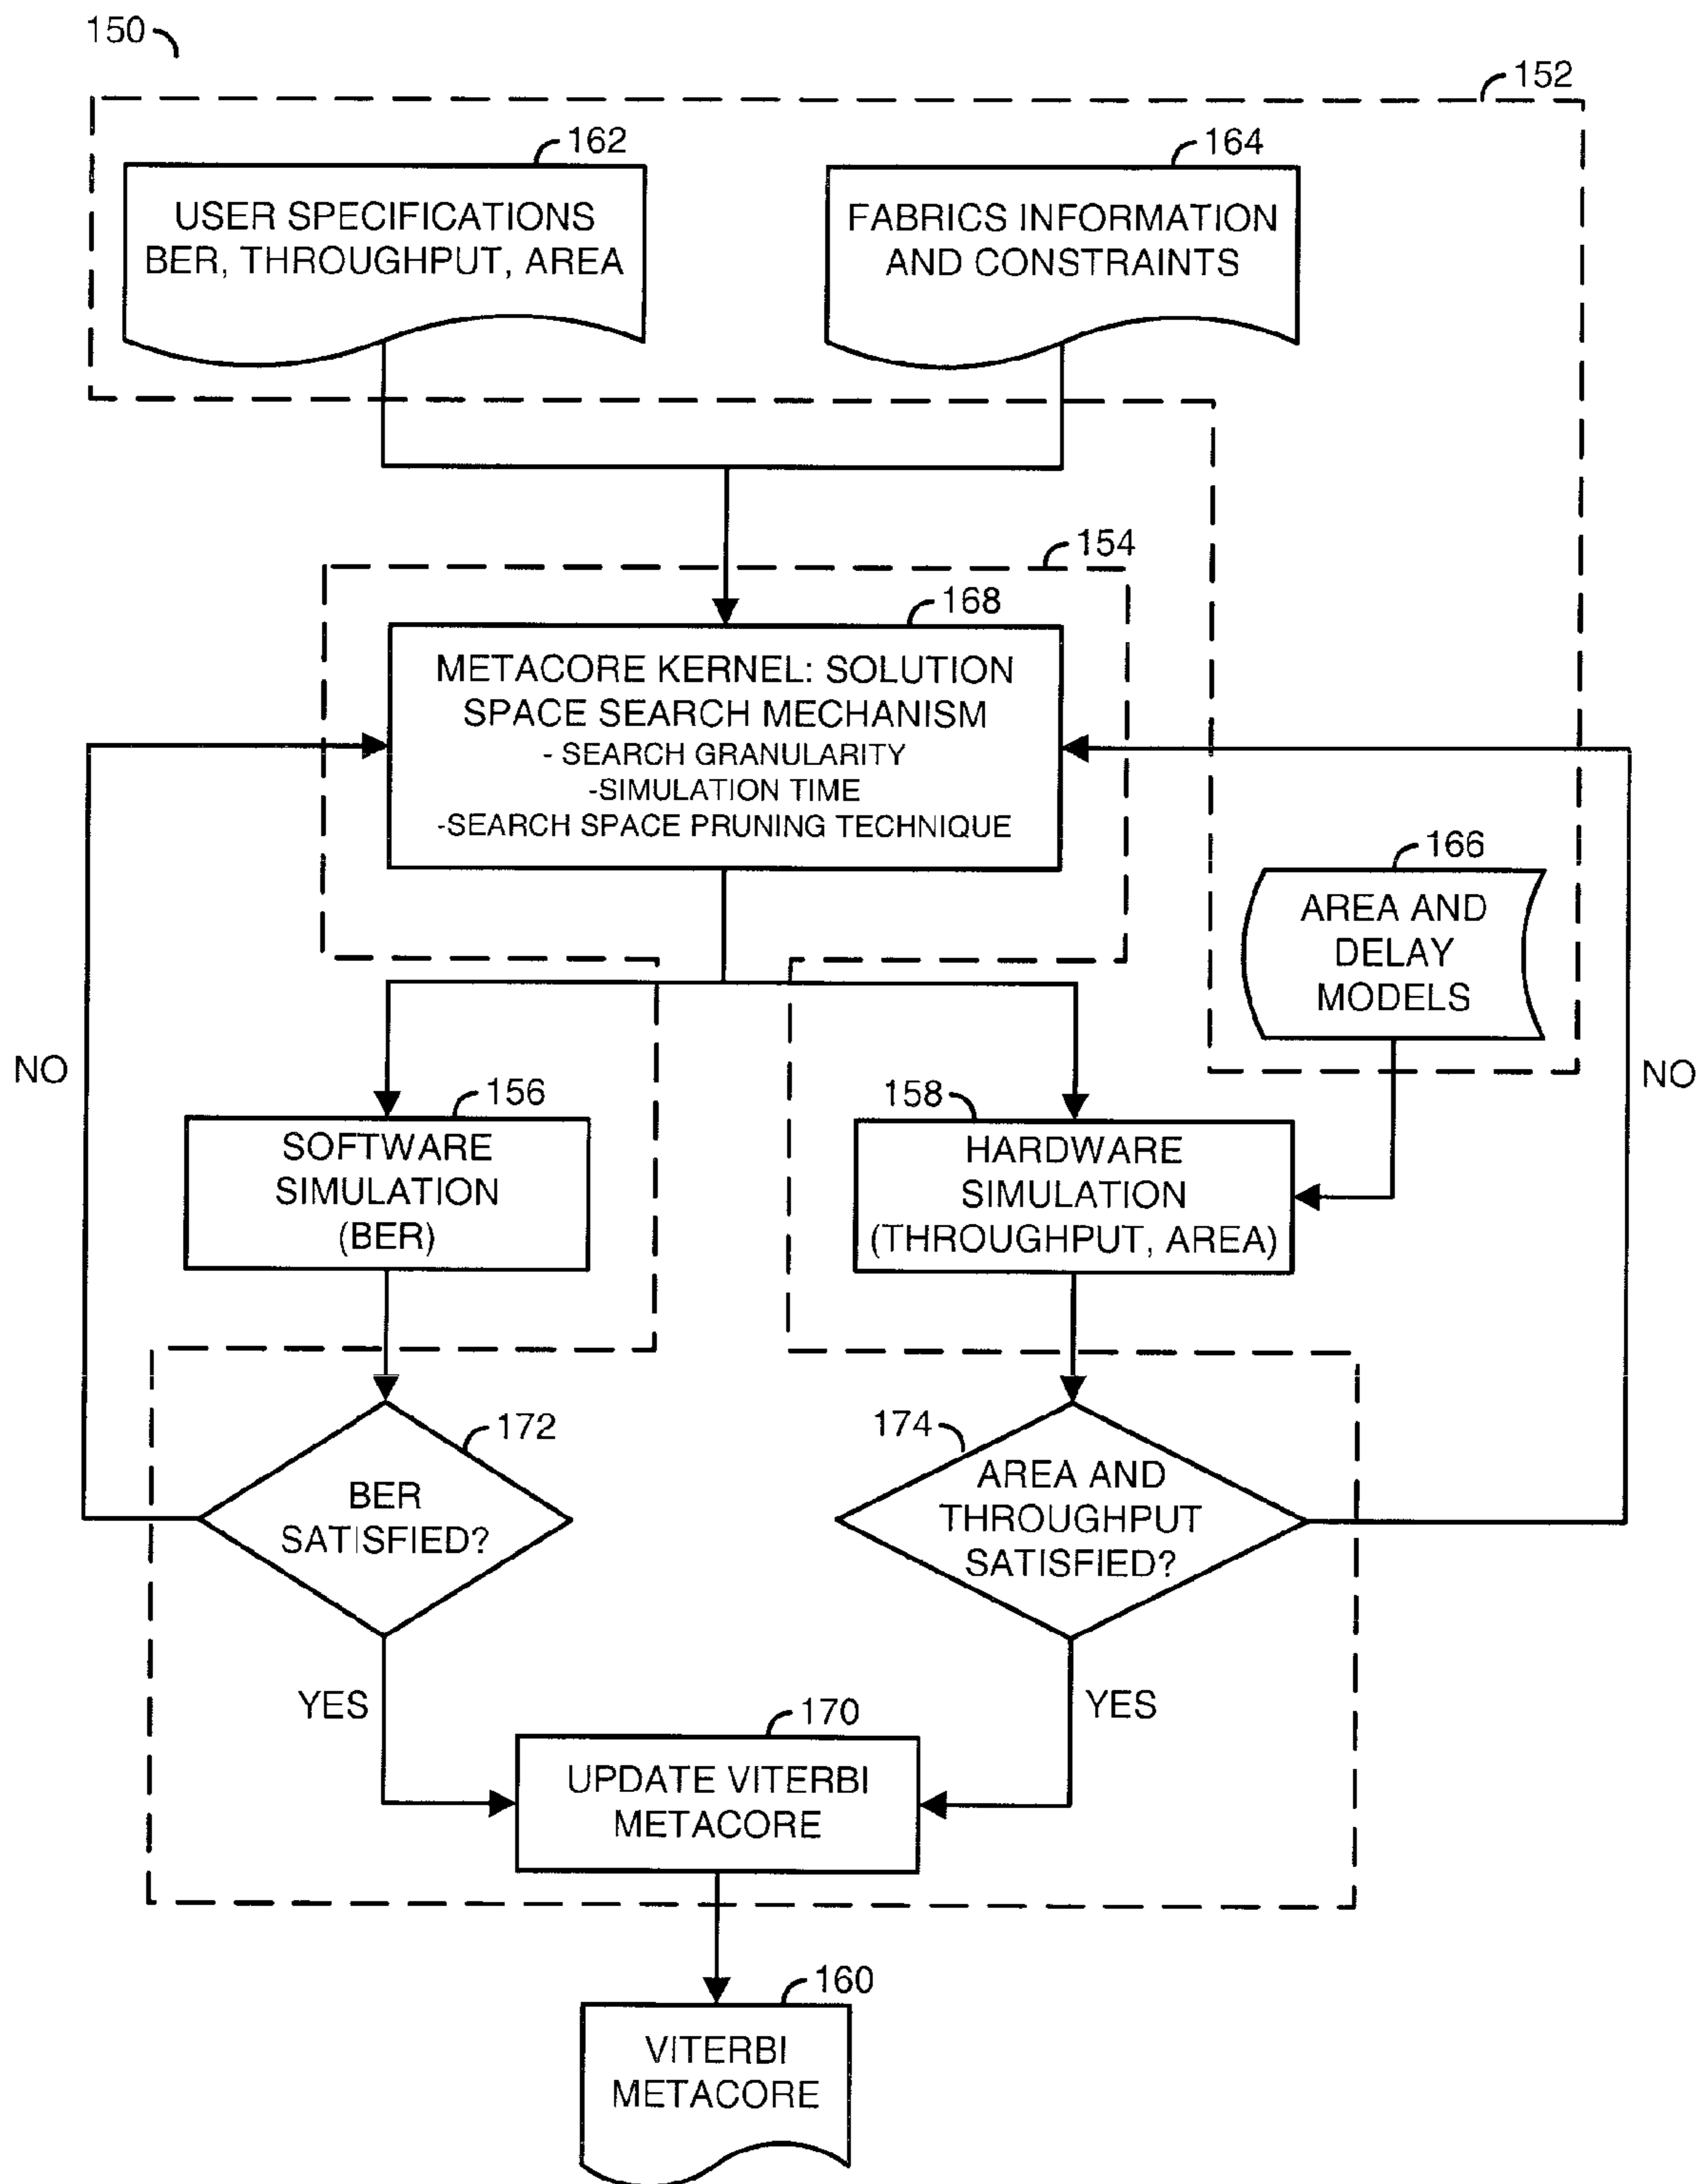 150
152
162
USER SPECIFICATIONS
BER, THROUGHPUT, AREA
164
FABRICS INFORMATION
AND CONSTRAINTS
154
168
METACORE KERNEL: SOLUTION
SPACE SEARCH MECHANISM
- SEARCH GRANULARITY
-SIMULATION TIME
-SEARCH SPACE PRUNING TECHNIQUE
166
AREA AND
DELAY
MODELS
NO
NO
156
SOFTWARE
SIMULATION
(BER)
158
HARDWARE
SIMULATION
(THROUGHPUT, AREA)
172
BER
SATISFIED?
174
AREA AND
THROUGHPUT
SATISFIED?
YES
YES
170
UPDATE VITERBI
METACORE
160
VITERBI
METACORE